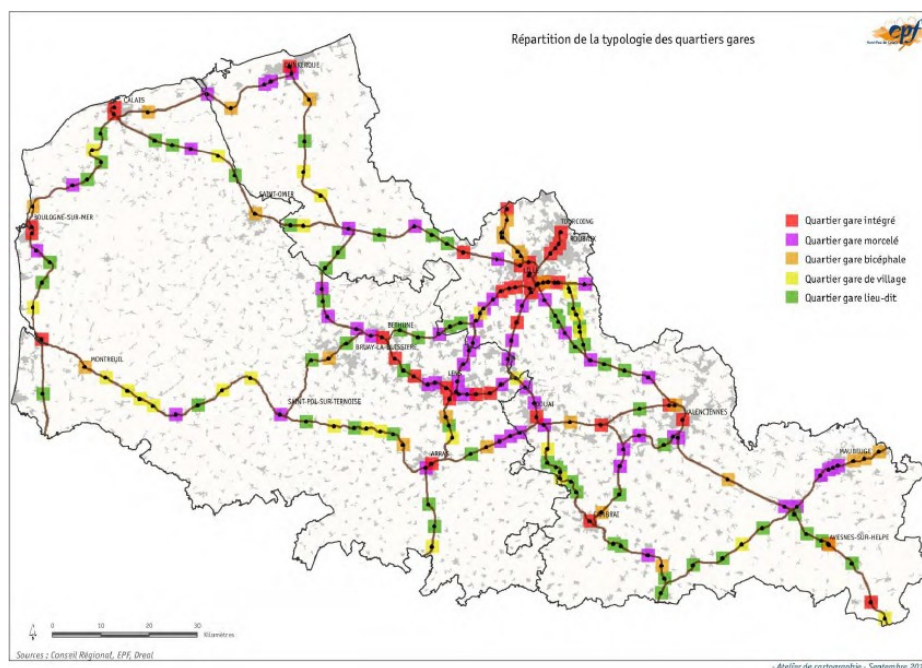 Répartition de la typologie des quartiers gares
epf
CALAIS
SAINT-OMER
BOULOGNE-SUR-MER
TOURCOING
ROUBAIX
Quartier gare intégré
Quartier gare morcelé
Quartier gare bicéphale
Quartier gare de village
Quartier gare lieu-dit
BETHUNE
BRUAY-LA-BUISSIERE
MONTREUIL
LENS
SAINT-POL-SUR-TERNOISE
DOUAI
VALENCIENNES
ARRAS
MAUBEUGE
CAMBRAI
AVESNES-SUR-HELPE
0 10 20 30
Kilomètres
Sources : Conseil Régional, EPF, Dreal
- Atelier de cartographie - Septembre